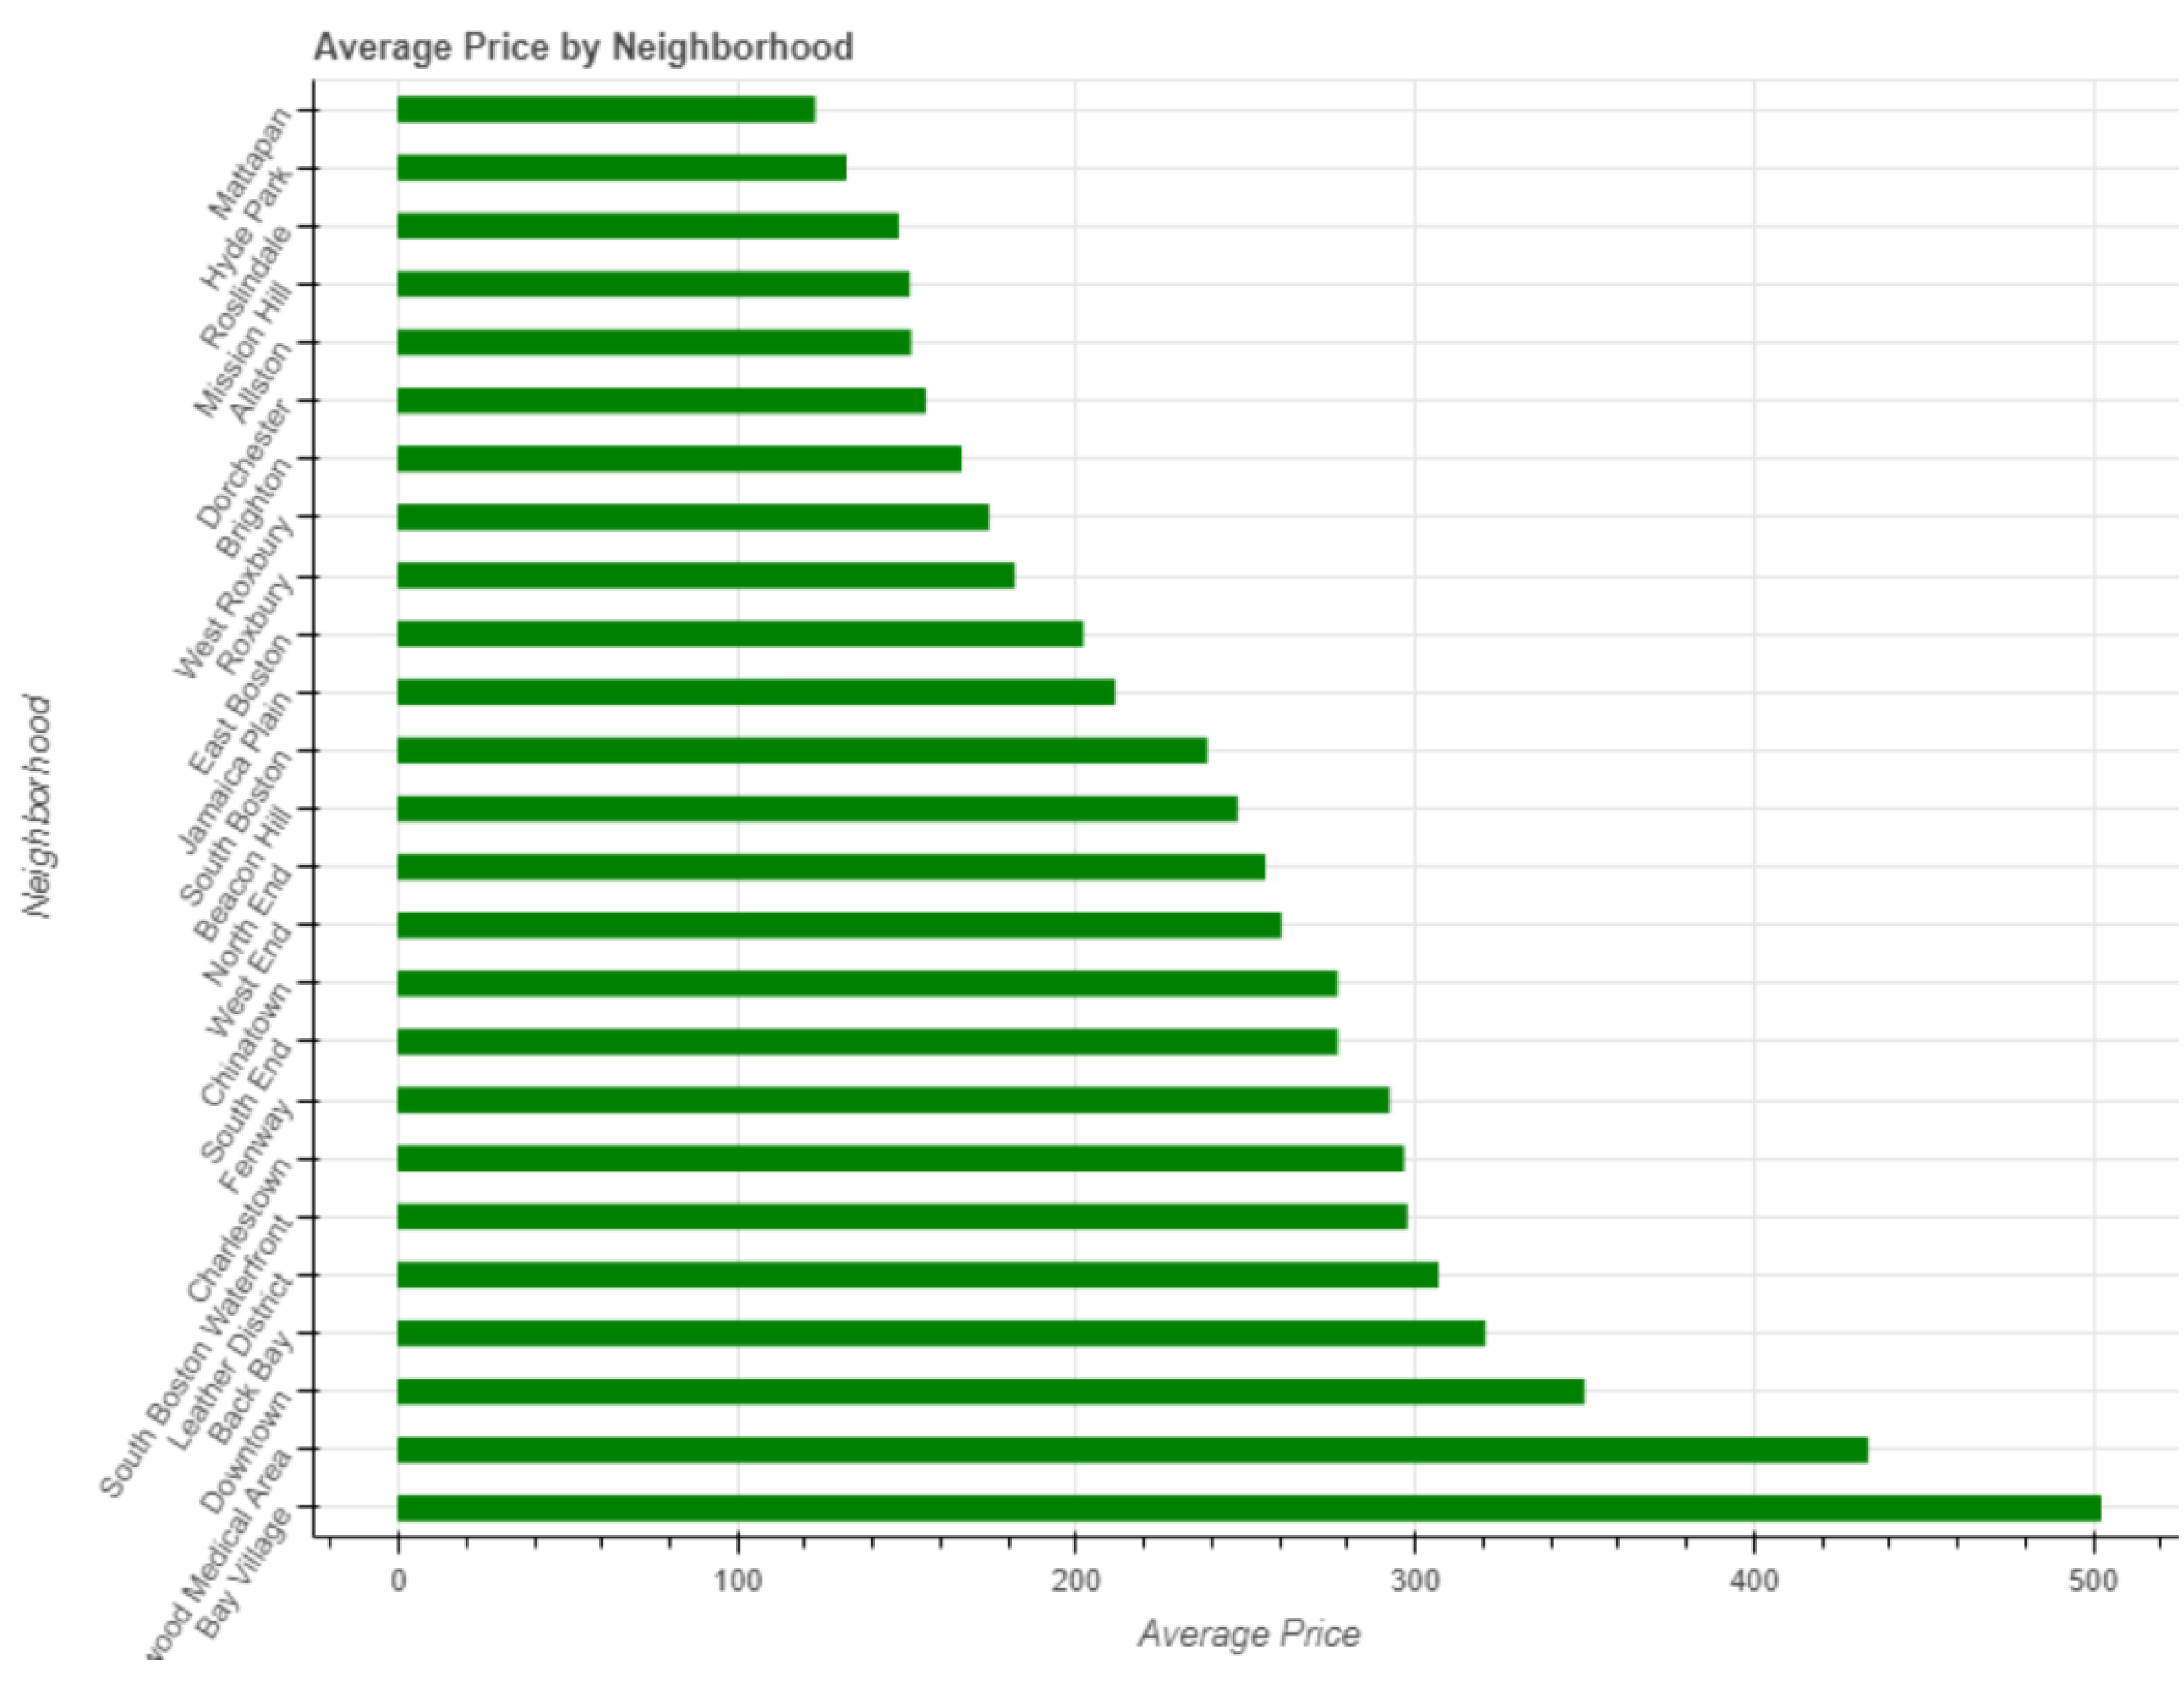 Average Price by Neighborhood
Mattapan
Hyde Park
Roslindale
Mission Hill
Allston
Dorchester
Brighton
West Roxbury
Roxbury
East Boston
Jamaica Plain
South Boston
Beacon Hill
North End
West End
Chinatown
South End
Fenway
Charlestown
South Boston Waterfront
Leather District
Back Bay
Downtown
wood Medical Area
Bay Village
Neighborhood
0 100 200 300 400 500
Average Price